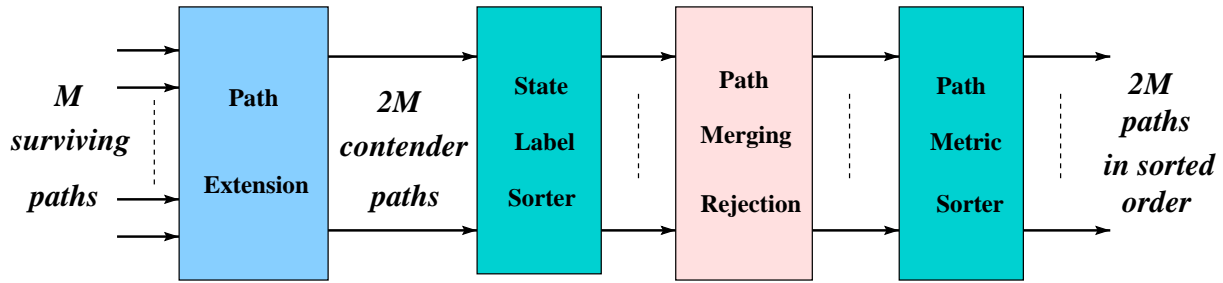 M
surviving
paths
Path
Extension
2M
contender
paths
State
Label
Sorter
Path
Merging
Rejection
Path
Metric
Sorter
2M
paths
in sorted
order